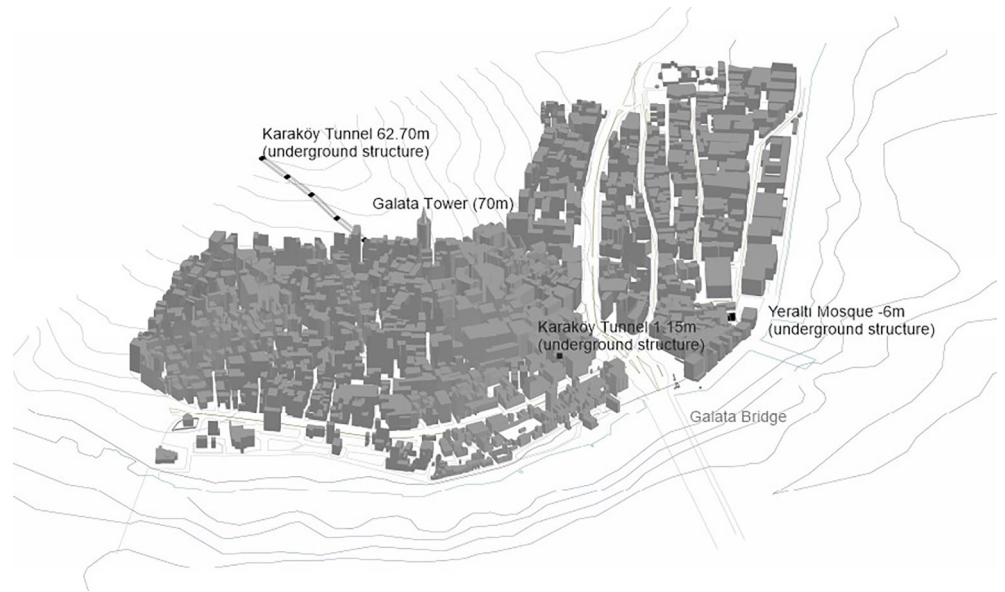 Karaköy Tunnel 62.70m
(underground structure)
Galata Tower (70m)
Yeralti Mosque -6m
(underground structure)
Karaköy Tunnel 1.15m
(underground structure)
Galata Bridge